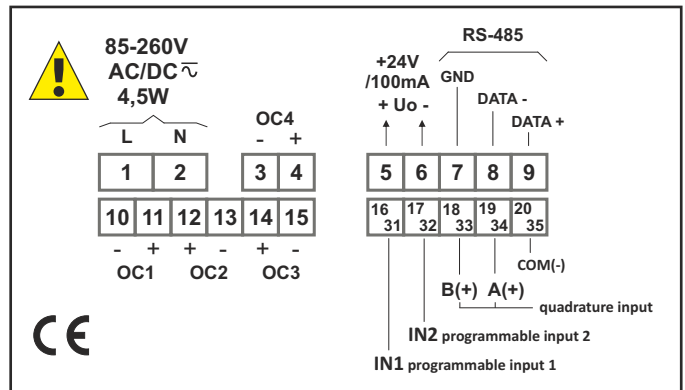 85-260V
AC/DC
4,5W
L N
OC4
- +
RS-485
+24V
/100mA
+ Uo -
GND
DATA -
DATA +
1 2 3 4 5 6 7 8 9
10 11 12 13 14 15
16 31 17 32 18 33 19 34 20 35
- + + - + -
OC1 OC2 OC3
COM(-)
B(+) A(+)
quadrature input
IN2 programmable input 2
IN1 programmable input 1
CE